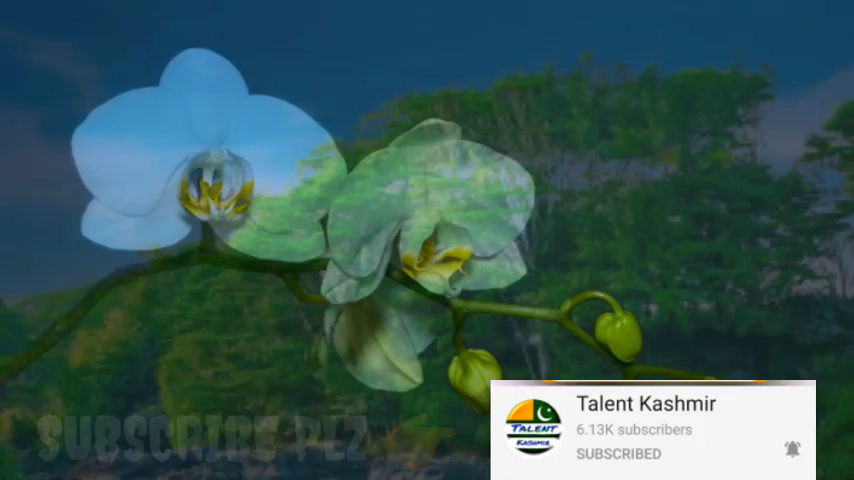 SUBSCRIBE PLZ
Talent Kashmir
6.13K subscribers
SUBSCRIBED
TALENT
KASHMIR